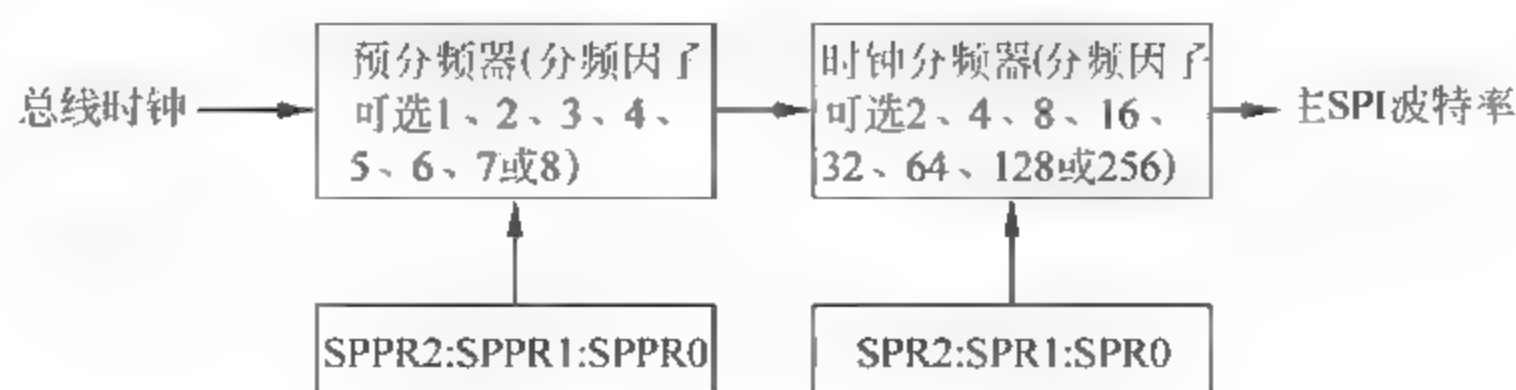 总线时钟
预分频器(分频因子
可选1、2、3、4、
5、6、7或8)
时钟分频器(分频因子
可选2、4、8、16、
32、64、128或256)
主SPI波特率
SPPR2:SPPR1:SPPR0
SPR2:SPR1:SPR0